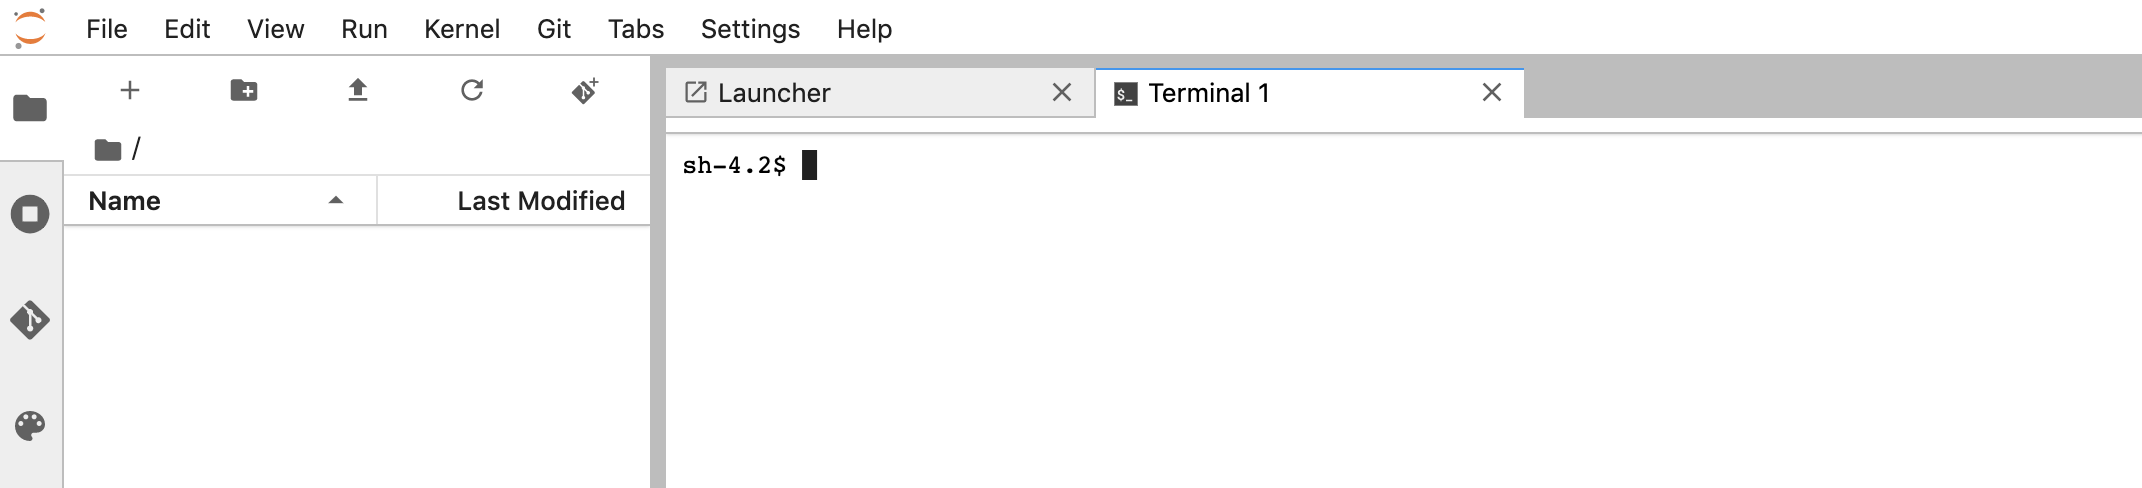 File Edit View Run Kernel Git Tabs Settings Help
/
Name Last Modified
Launcher Terminal 1
sh-4.2$